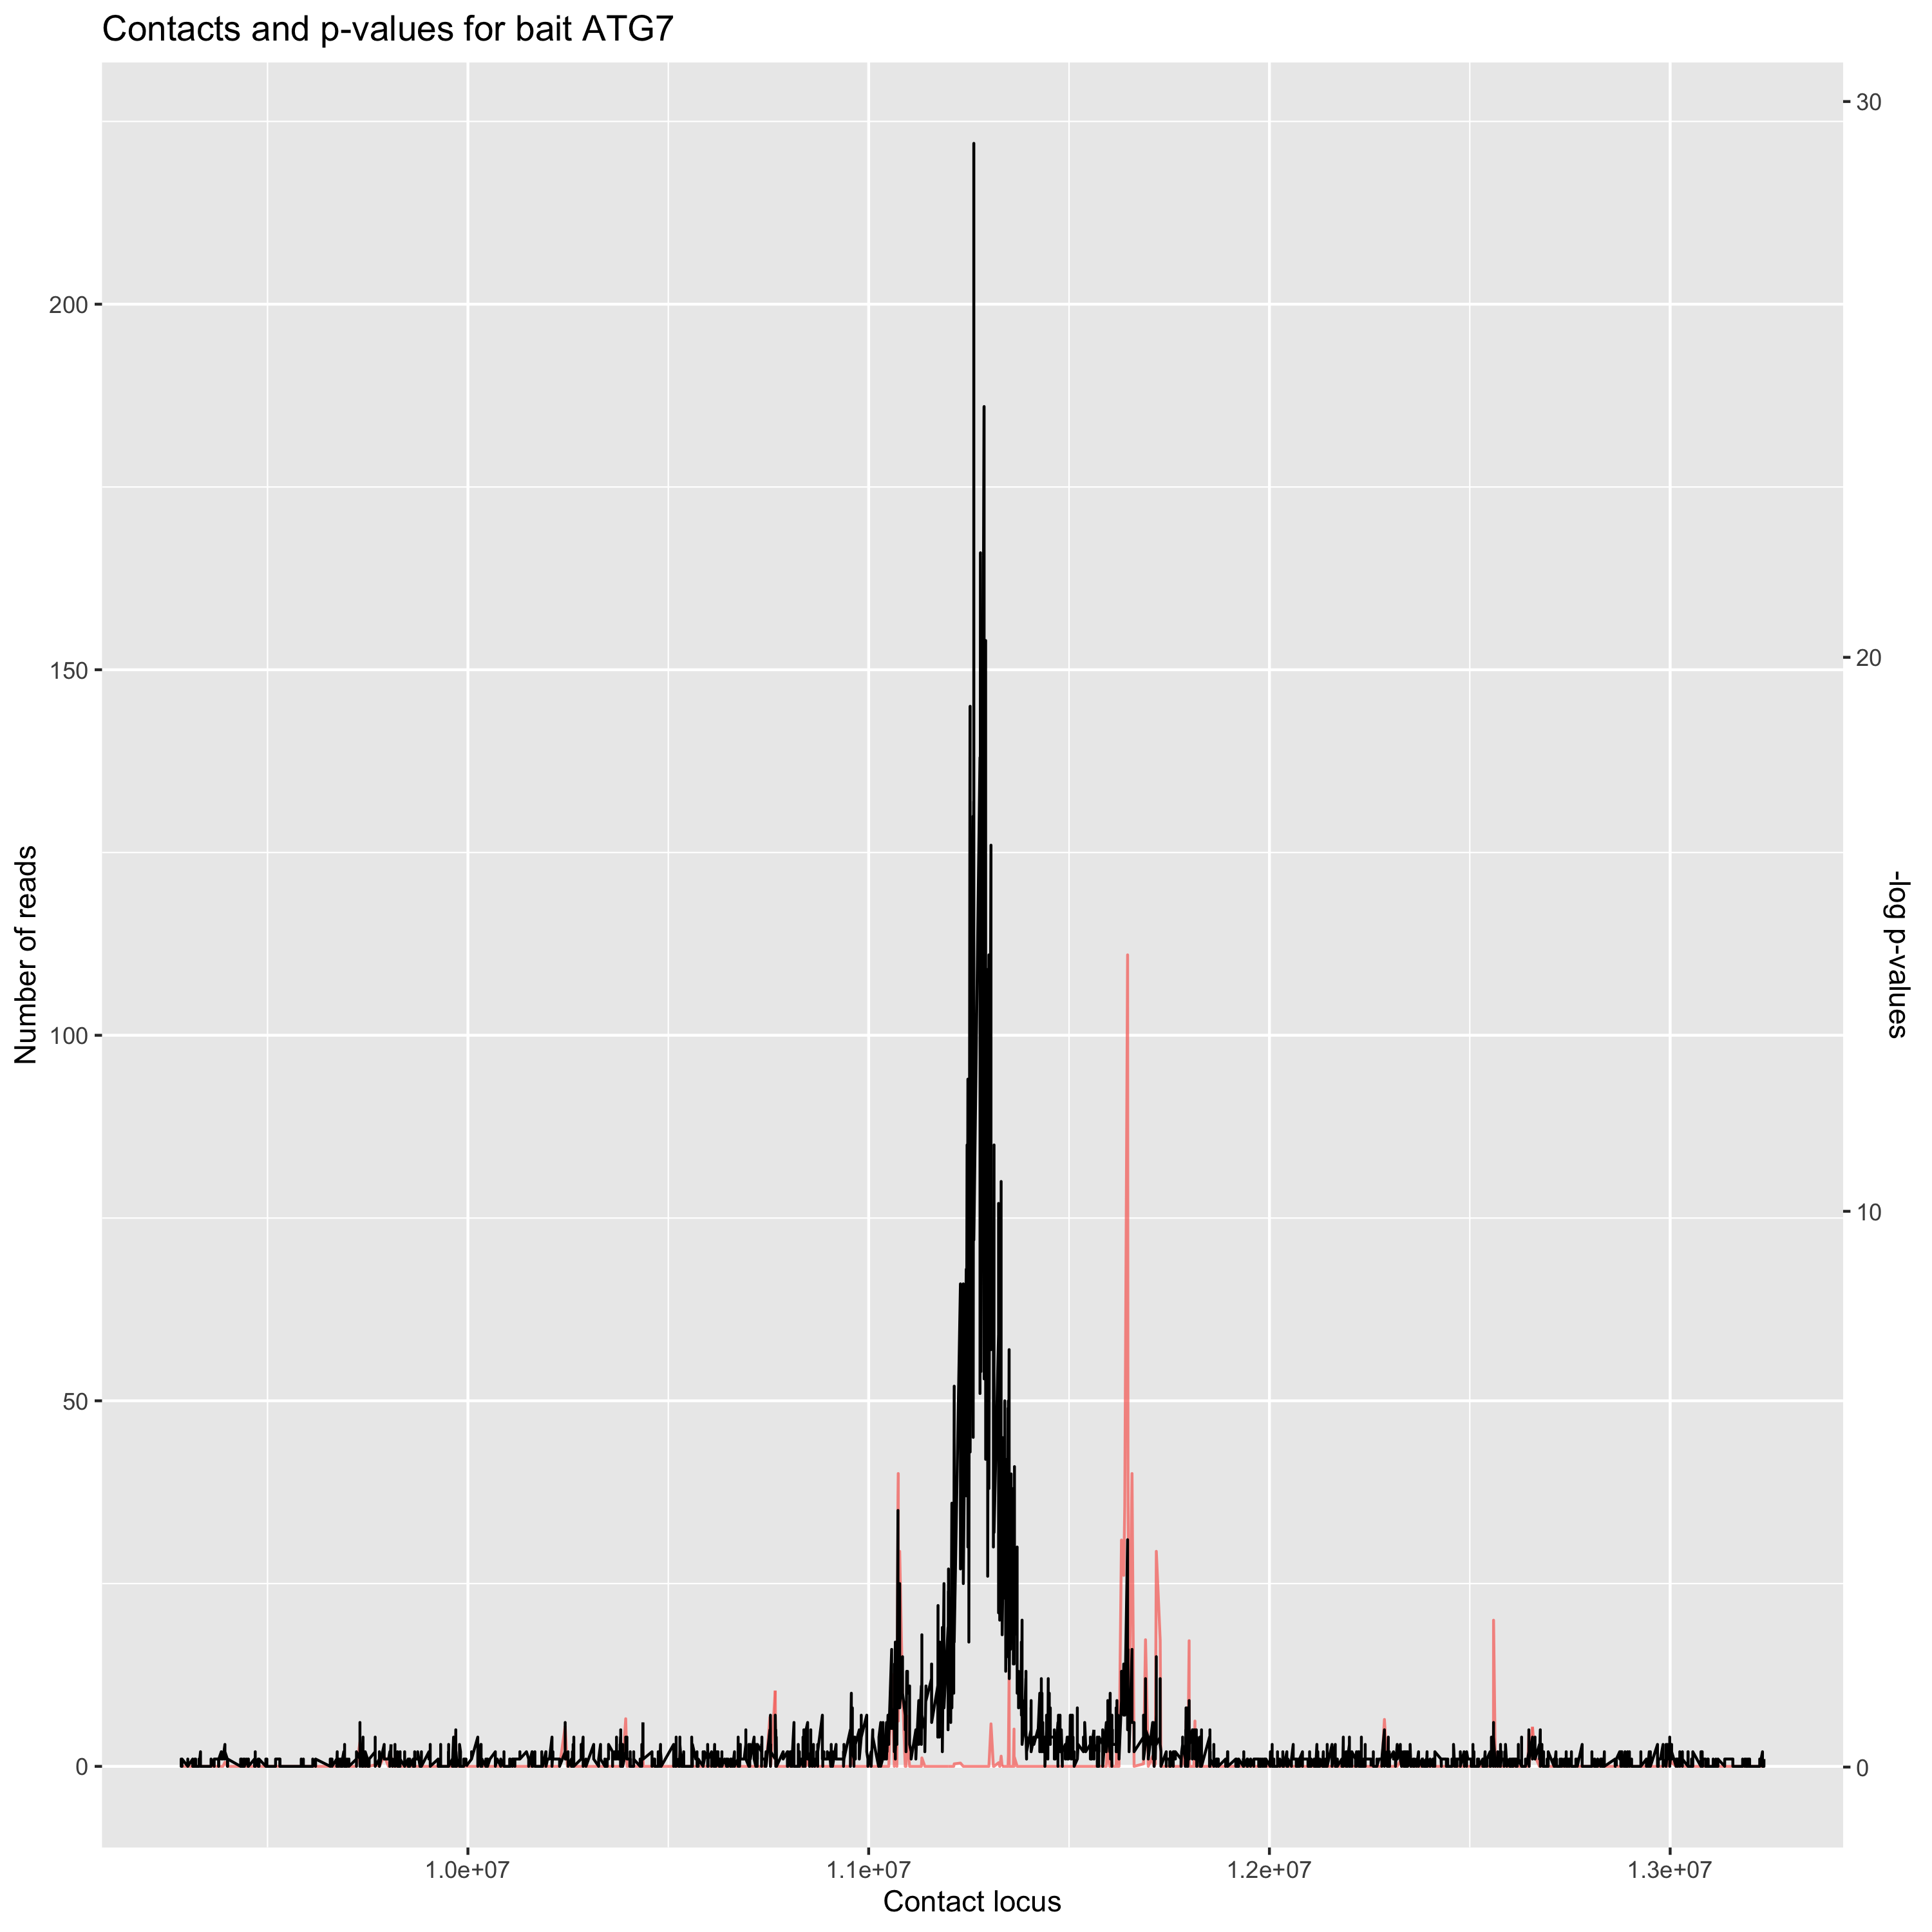 Contacts and p-values for bait ATG7
30
200
20
150
Number of reads
-log p-values
100
10
50
0
0
1.0e+07
1.1e+07
1.2e+07
1.3e+07
Contact locus